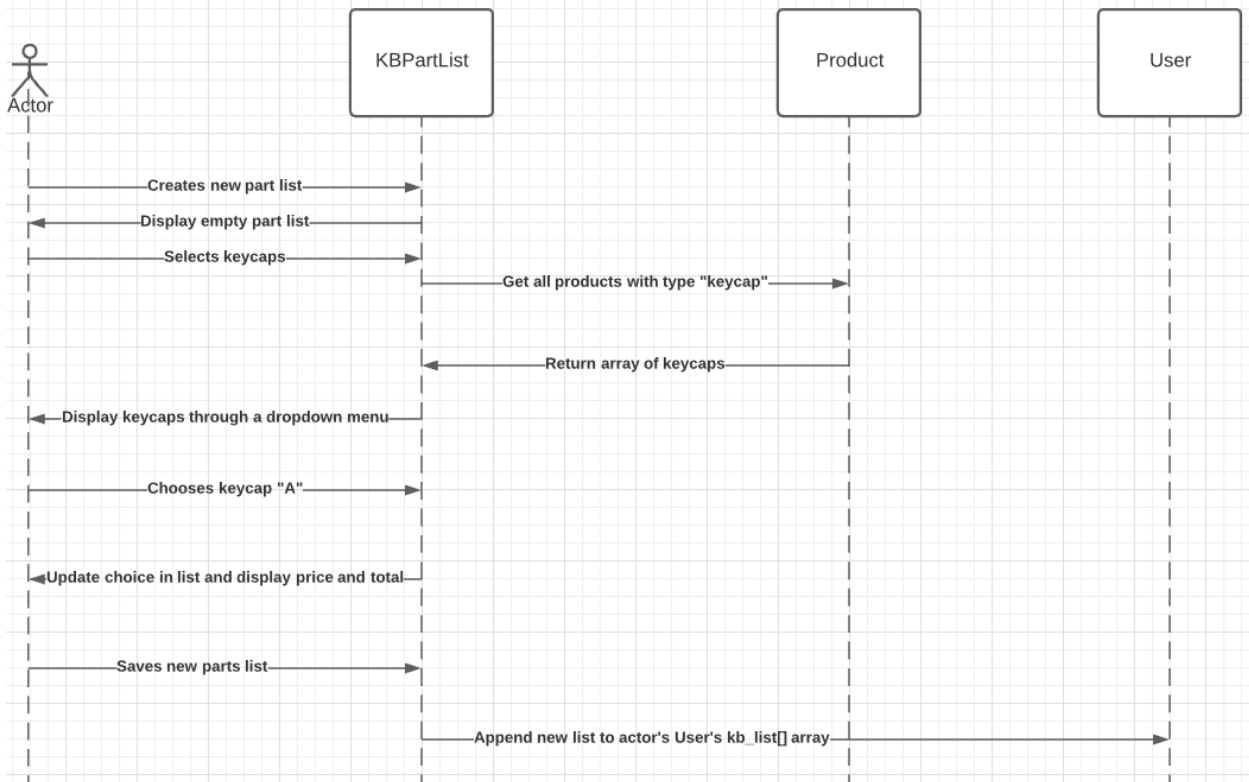 KBPartList
Product
User
Actor
Creates new part list
Display empty part list
Selects keycaps
Get all products with type "keycap"
Return array of keycaps
Display keycaps through a dropdown menu
Chooses keycap "A"
Update choice in list and display price and total
Saves new parts list
Append new list to actor's User's kb_list[] array